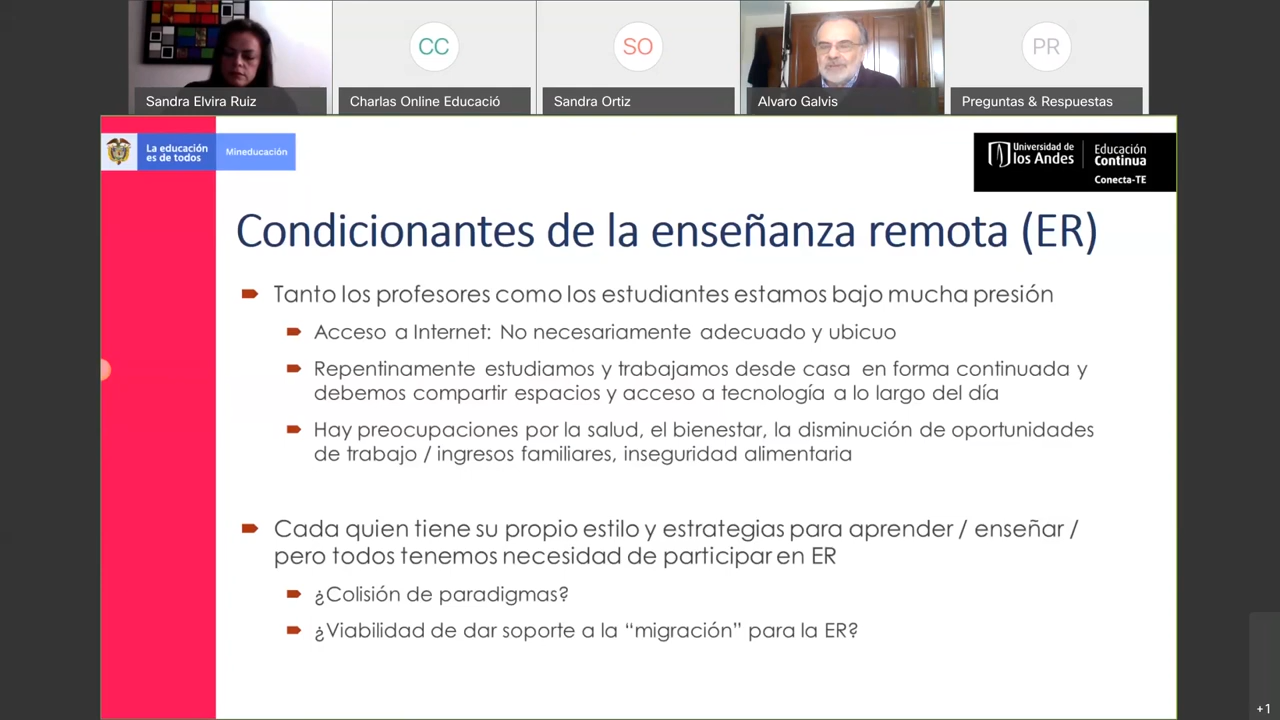 CC
SO
PR
Sandra Elvira Ruiz
Charlas Online Educació
Sandra Ortiz
Alvaro Galvis
Preguntas & Respuestas
La educación
es de todos
Mineducación
Universidad de
los Andes
Educación
Continua
Conecta-TE
Condicionantes de la enseñanza remota (ER)
Tanto los profesores como los estudiantes estamos bajo mucha presión
Acceso a Internet: No necesariamente adecuado y ubicuo
Repentinamente estudiamos y trabajamos desde casa en forma continuada y
debemos compartir espacios y acceso a tecnología a lo largo del día
Hay preocupaciones por la salud, el bienestar, la disminución de oportunidades
de trabajo / ingresos familiares, inseguridad alimentaria
Cada quien tiene su propio estilo y estrategias para aprender / enseñar /
pero todos tenemos necesidad de participar en ER
¿Colisión de paradigmas?
¿Viabilidad de dar soporte a la “migración” para la ER?
+1